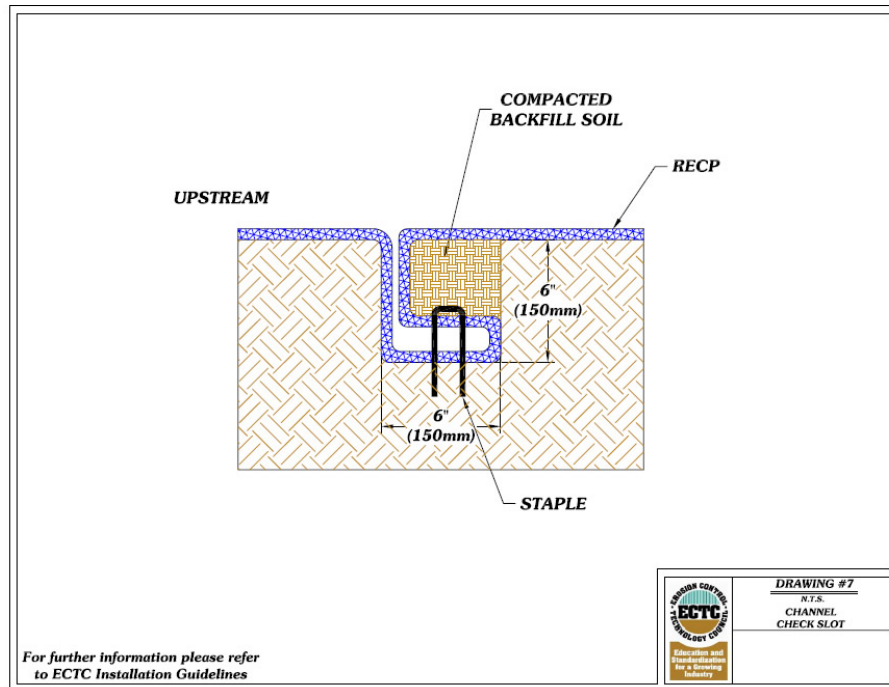 COMPACTED
BACKFILL SOIL
RECP
UPSTREAM
6"
(150mm)
6"
(150mm)
STAPLE
EROSION CONTROL
TECHNOLOGY COUNCIL
ECTC
Education and
Standardization
for a Growing
Industry
DRAWING #7
N.T.S.
CHANNEL
CHECK SLOT
For further information please refer
to ECTC Installation Guidelines